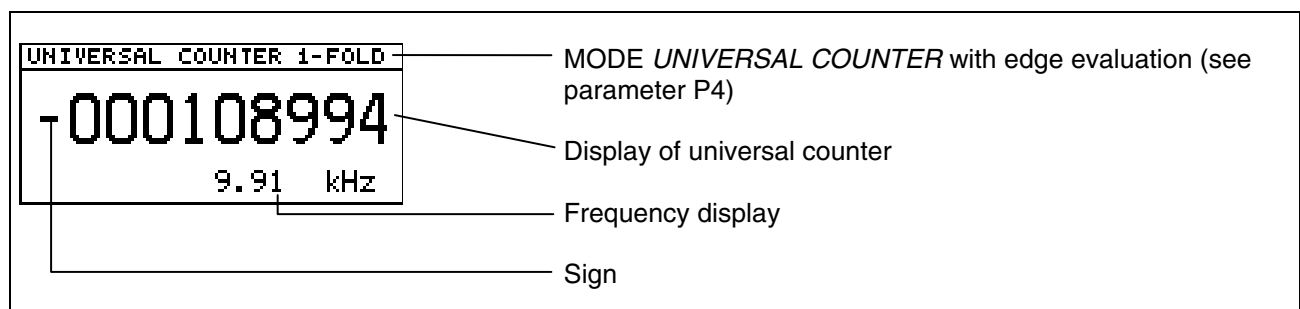 UNIVERSAL COUNTER 1-FOLD
-000108994
9.91 kHz
MODE UNIVERSAL COUNTER with edge evaluation (see
parameter P4)
Display of universal counter
Frequency display
Sign